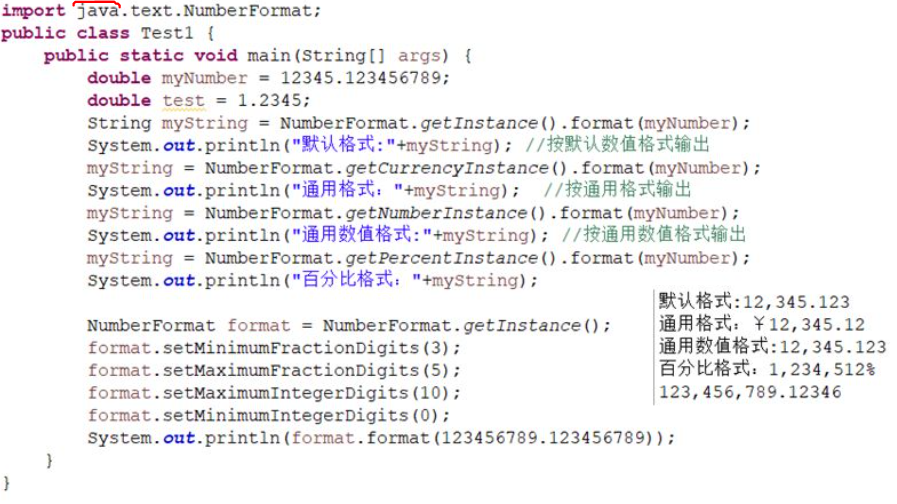 import java.text.NumberFormat;
public class Test1 {
    public static void main(String[] args) {
        double myNumber = 12345.123456789;
        double test = 1.2345;
        String myString = NumberFormat.getInstance().format(myNumber);
        System.out.println("默认格式:"+myString); //按默认数值格式输出
        myString = NumberFormat.getCurrencyInstance().format(myNumber);
        System.out.println("通用格式："+myString);  //按通用格式输出
        myString = NumberFormat.getNumberInstance().format(myNumber);
        System.out.println("通用数值格式:"+myString); //按通用数值格式输出
        myString = NumberFormat.getPercentInstance().format(myNumber);
        System.out.println("百分比格式："+myString);
        NumberFormat format = NumberFormat.getInstance();
        format.setMinimumFractionDigits(3);
        format.setMaximumFractionDigits(5);
        format.setMaximumIntegerDigits(10);
        format.setMinimumIntegerDigits(0);
        System.out.println(format.format(123456789.123456789));
    }
}
默认格式:12,345.123
通用格式：￥12,345.12
通用数值格式:12,345.123
百分比格式：1,234,512%
123,456,789.12346